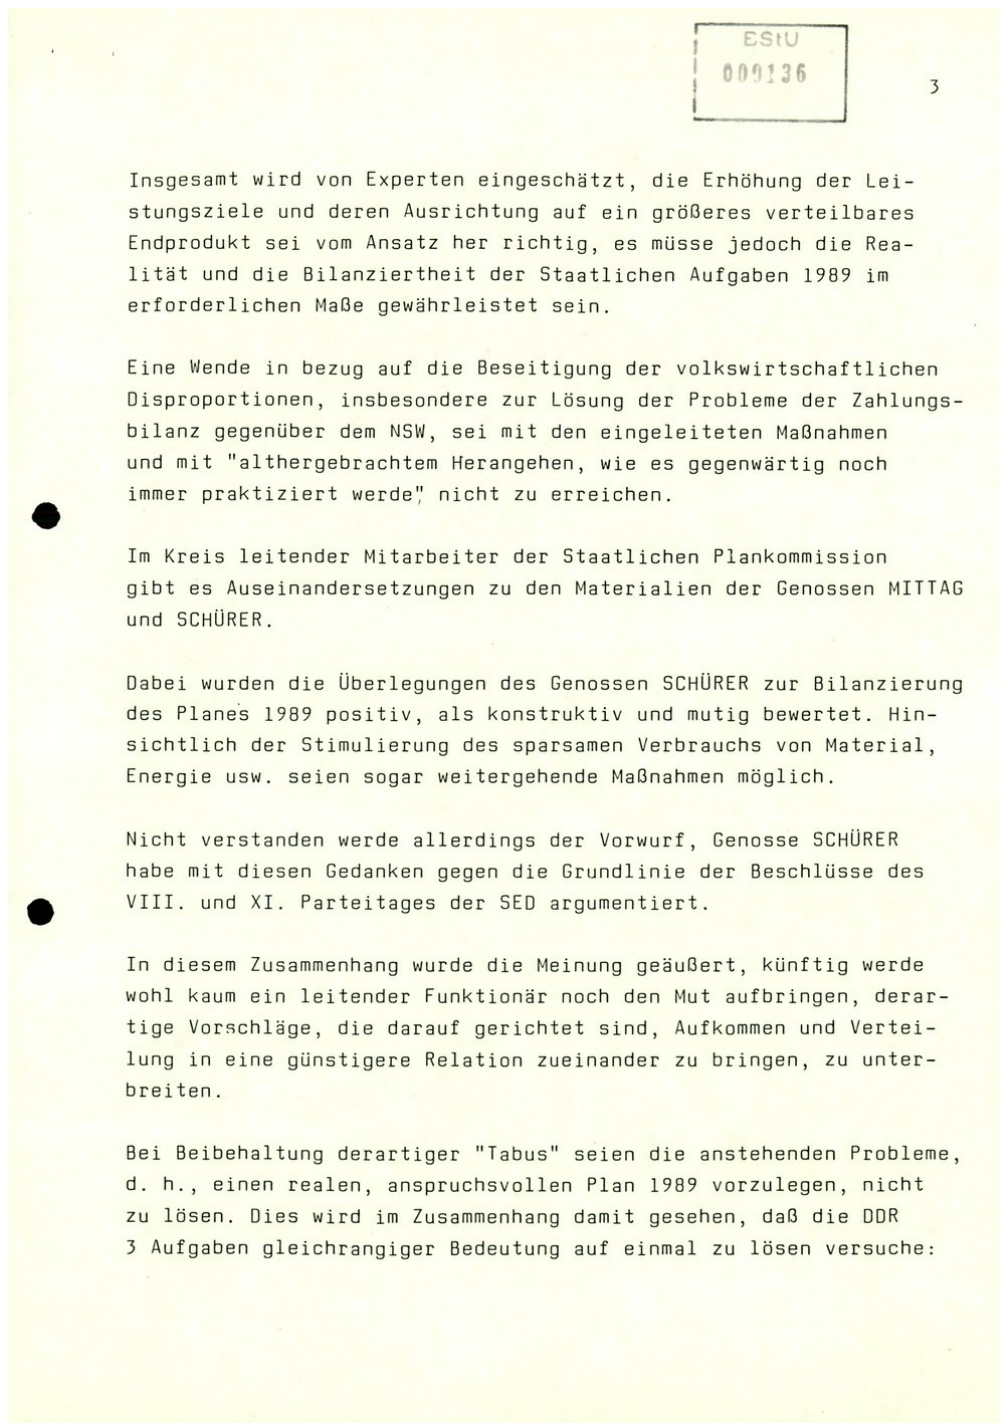 EStU
009136
3
Insgesamt wird von Experten eingeschätzt, die Erhöhung der Lei-
stungsziele und deren Ausrichtung auf ein größeres verteilbares
Endprodukt sei vom Ansatz her richtig, es müsse jedoch die Rea-
lität und die Bilanziertheit der Staatlichen Aufgaben 1989 im
erforderlichen Maße gewährleistet sein.
Eine Wende in bezug auf die Beseitigung der volkswirtschaftlichen
Disproportionen, insbesondere zur Lösung der Probleme der Zahlungs-
bilanz gegenüber dem NSW, sei mit den eingeleiteten Maßnahmen
und mit "althergebrachtem Herangehen, wie es gegenwärtig noch
immer praktiziert werde", nicht zu erreichen.
Im Kreis leitender Mitarbeiter der Staatlichen Plankommission
gibt es Auseinandersetzungen zu den Materialien der Genossen MITTAG
und SCHÜRER.
Dabei wurden die Überlegungen des Genossen SCHÜRER zur Bilanzierung
des Planes 1989 positiv, als konstruktiv und mutig bewertet. Hin-
sichtlich der Stimulierung des sparsamen Verbrauchs von Material,
Energie usw. seien sogar weitergehende Maßnahmen möglich.
Nicht verstanden werde allerdings der Vorwurf, Genosse SCHÜRER
habe mit diesen Gedanken gegen die Grundlinie der Beschlüsse des
VIII. und XI. Parteitages der SED argumentiert.
In diesem Zusammenhang wurde die Meinung geäußert, künftig werde
wohl kaum ein leitender Funktionär noch den Mut aufbringen, derar-
tige Vorschläge, die darauf gerichtet sind, Aufkommen und Vertei-
lung in eine günstigere Relation zueinander zu bringen, zu unter-
breiten.
Bei Beibehaltung derartiger "Tabus" seien die anstehenden Probleme,
d. h., einen realen, anspruchsvollen Plan 1989 vorzulegen, nicht
zu lösen. Dies wird im Zusammenhang damit gesehen, daß die DDR
3 Aufgaben gleichrangiger Bedeutung auf einmal zu lösen versuche: